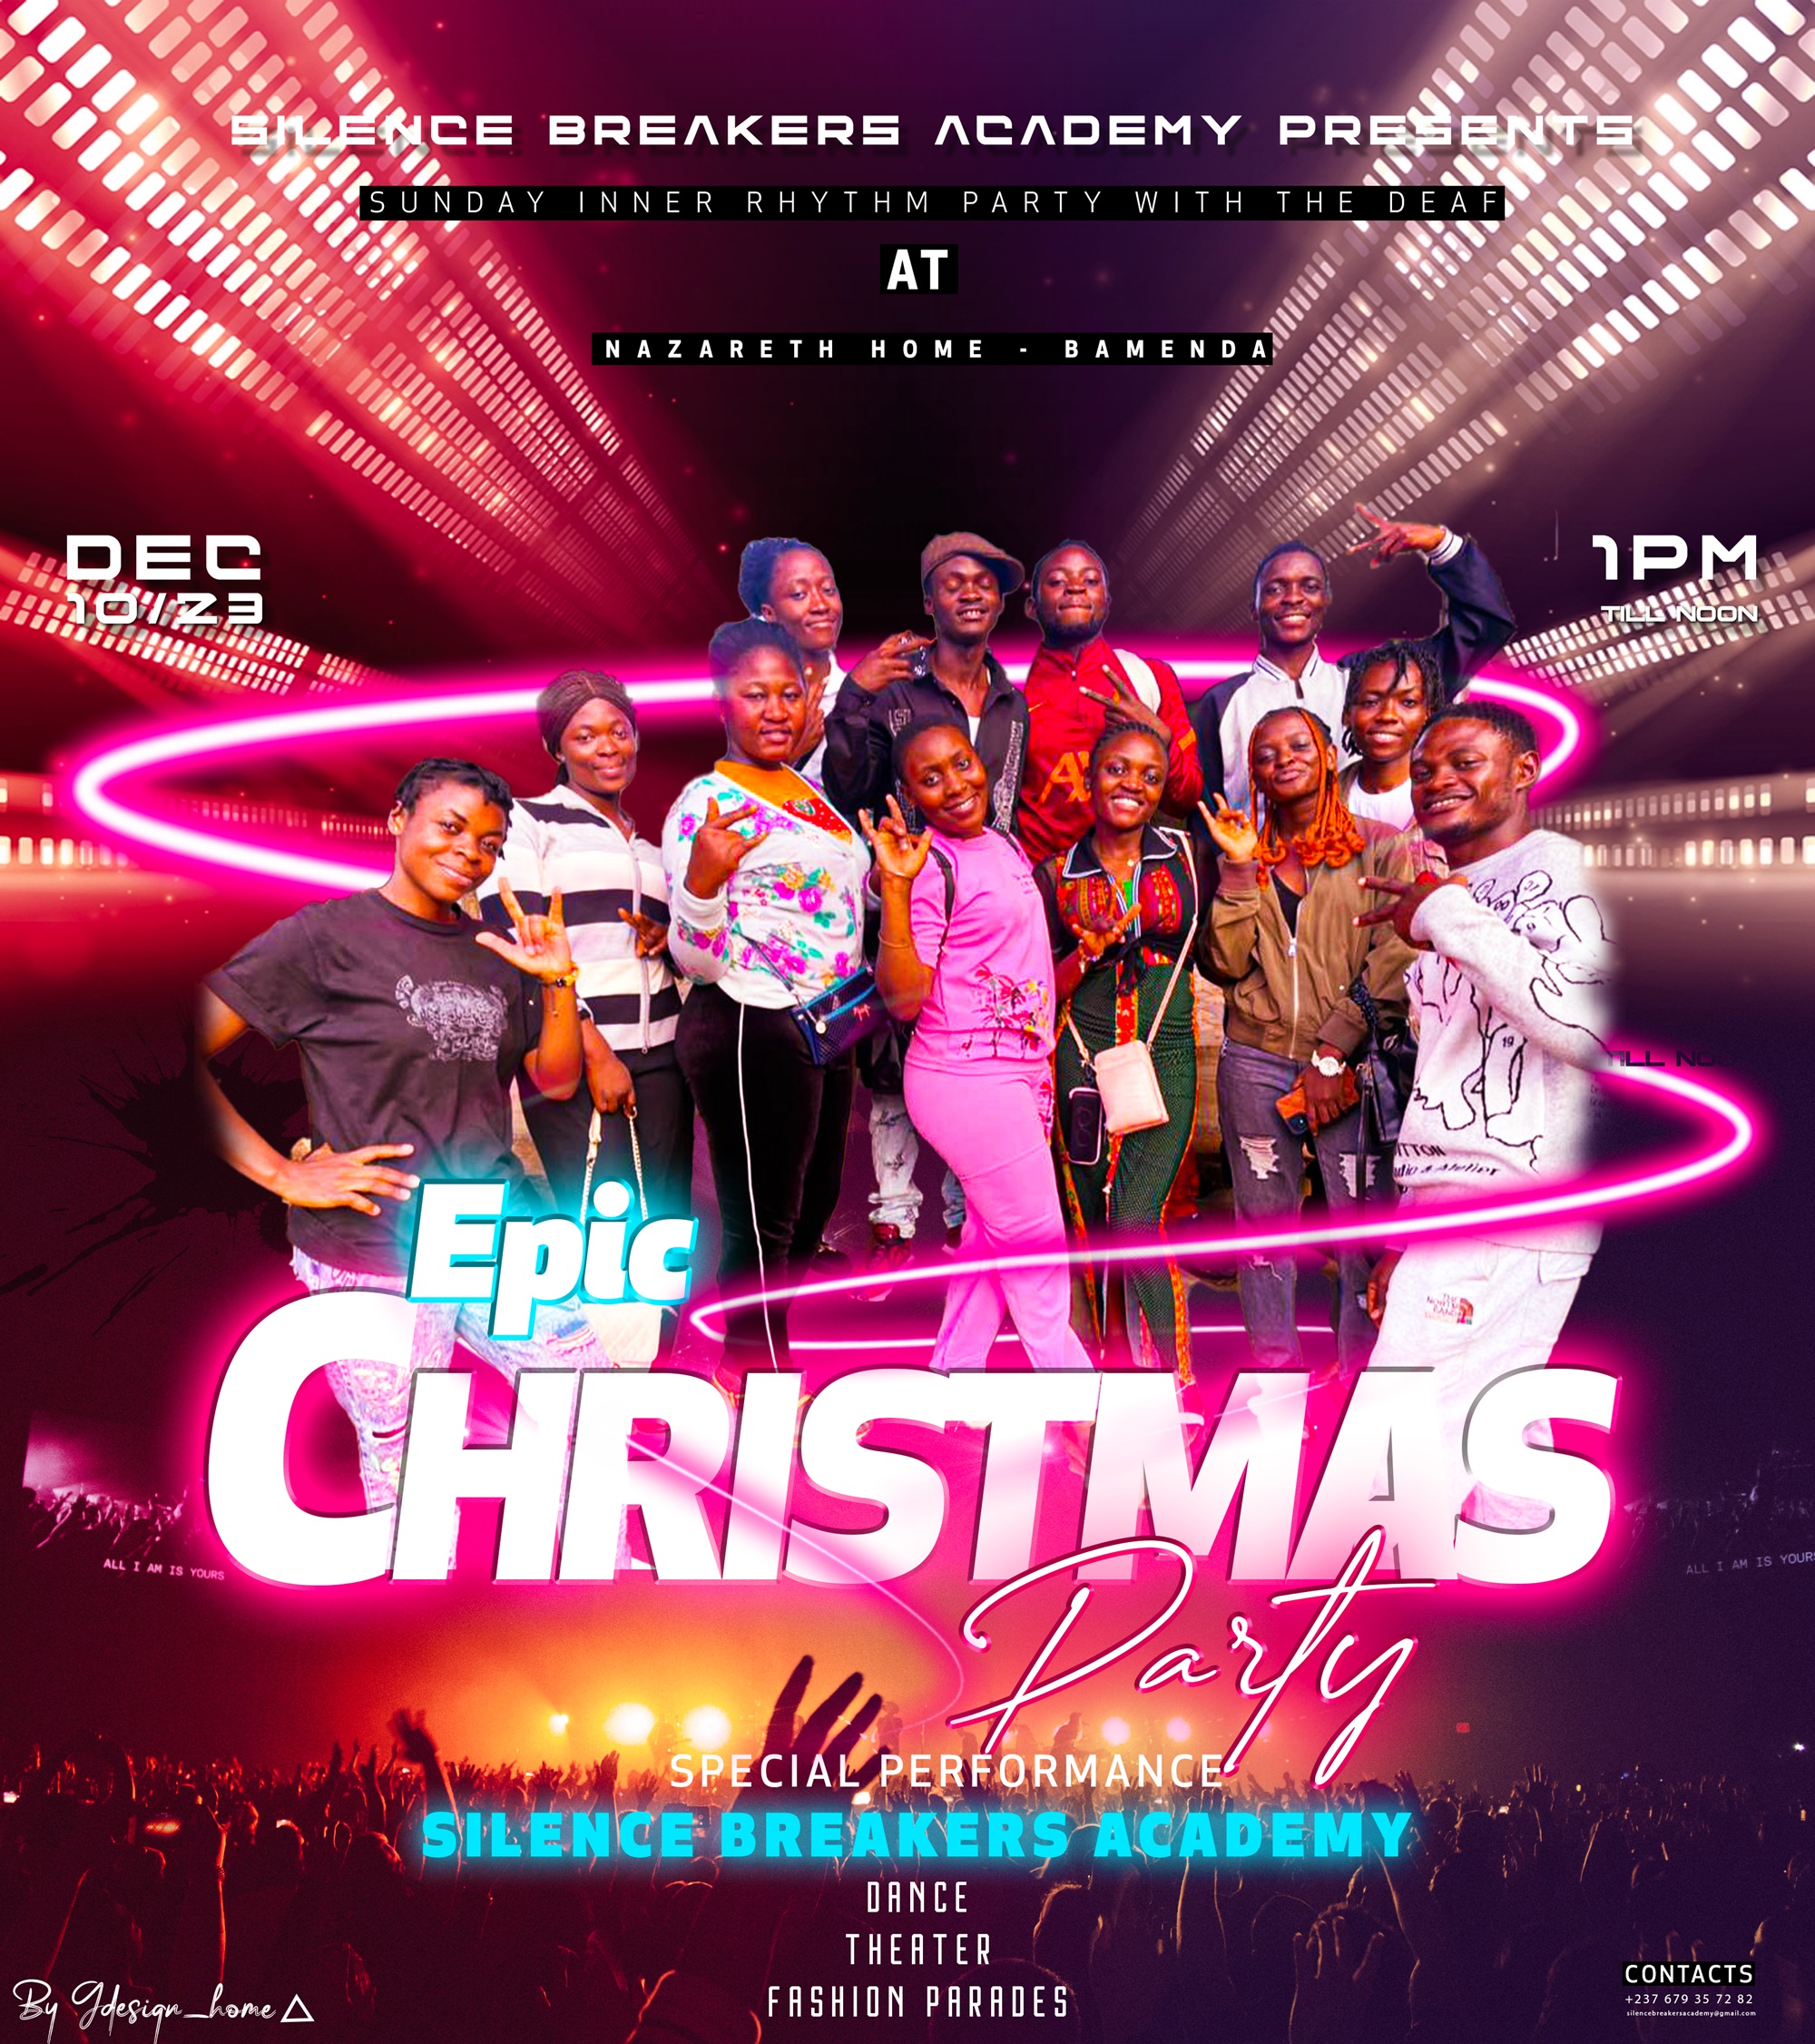 SILENCE BREAKERS ACADEMY PRESENTS
SUNDAY INNER RHYTHM PARTY WITH THE DEAF
AT
NAZARETH HOME - BAMENDA
DEC
10/23
1PM
TILL NOON
19
Epic
CHRISTMAS
Party
ALL I AM IS YOURS
ALL I AM IS YOURS
SPECIAL PERFORMANCE
SILENCE BREAKERS ACADEMY
DANCE
THEATER
FASHION PARADES
By Gdesign_home
CONTACTS
+237 679 35 72 82
silencebreakersacademy@gmail.com